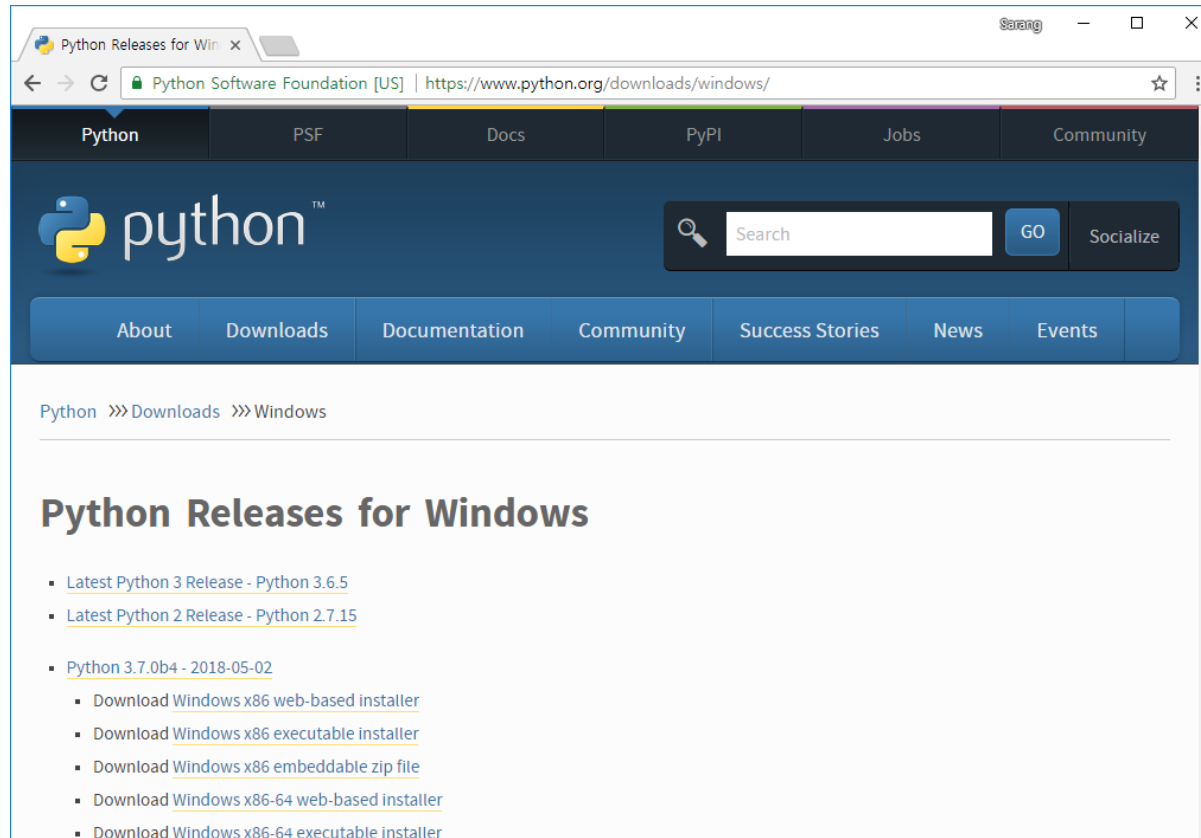 Sarang
Python Releases for Win
Python Software Foundation [US] | https://www.python.org/downloads/windows/
Python PSF Docs PyPI Jobs Community
python™
Search GO Socialize
About Downloads Documentation Community Success Stories News Events
Python >>> Downloads >>> Windows
Python Releases for Windows
Latest Python 3 Release - Python 3.6.5
Latest Python 2 Release - Python 2.7.15
Python 3.7.0b4 - 2018-05-02
Download Windows x86 web-based installer
Download Windows x86 executable installer
Download Windows x86 embeddable zip file
Download Windows x86-64 web-based installer
Download Windows x86-64 executable installer